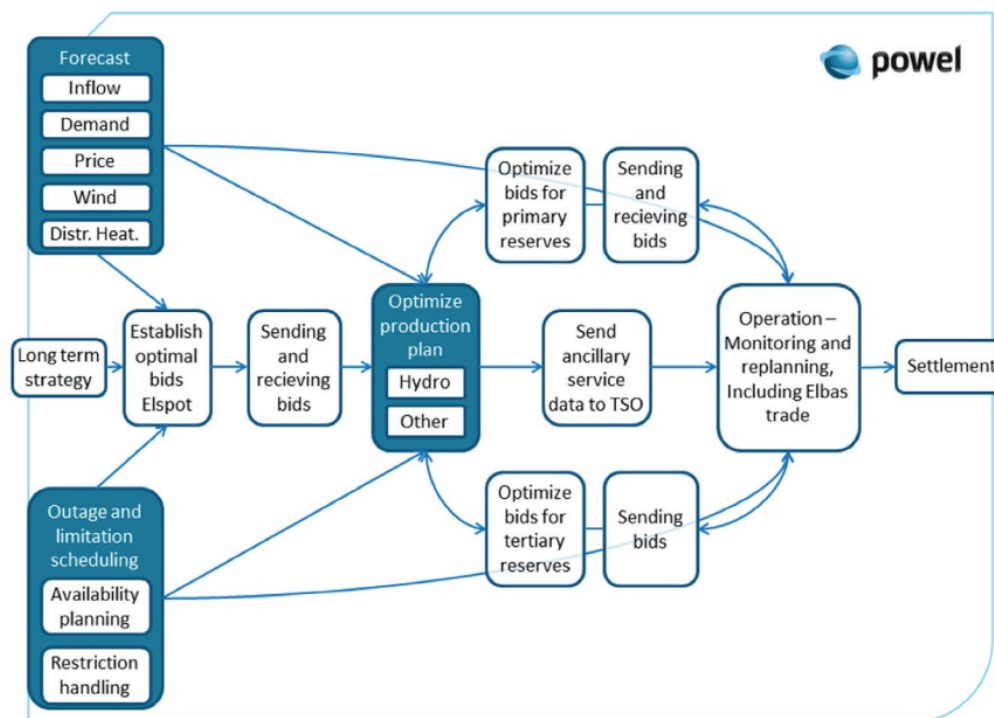 Forecast
Inflow
Demand
Price
Wind
Distr. Heat.
powel
Optimize
bids for
primary
reserves
Sending
and
recieving
bids
Long term
strategy
Establish
optimal
bids
Elspot
Sending
and
recieving
bids
Optimize
production
plan
Hydro
Other
Send
ancillary
service
data to TSO
Operation –
Monitoring and
replanning,
Including Elbas
trade
Settlement
Outage and
limitation
scheduling
Availability
planning
Restriction
handling
Optimize
bids for
tertiary
reserves
Sending
bids